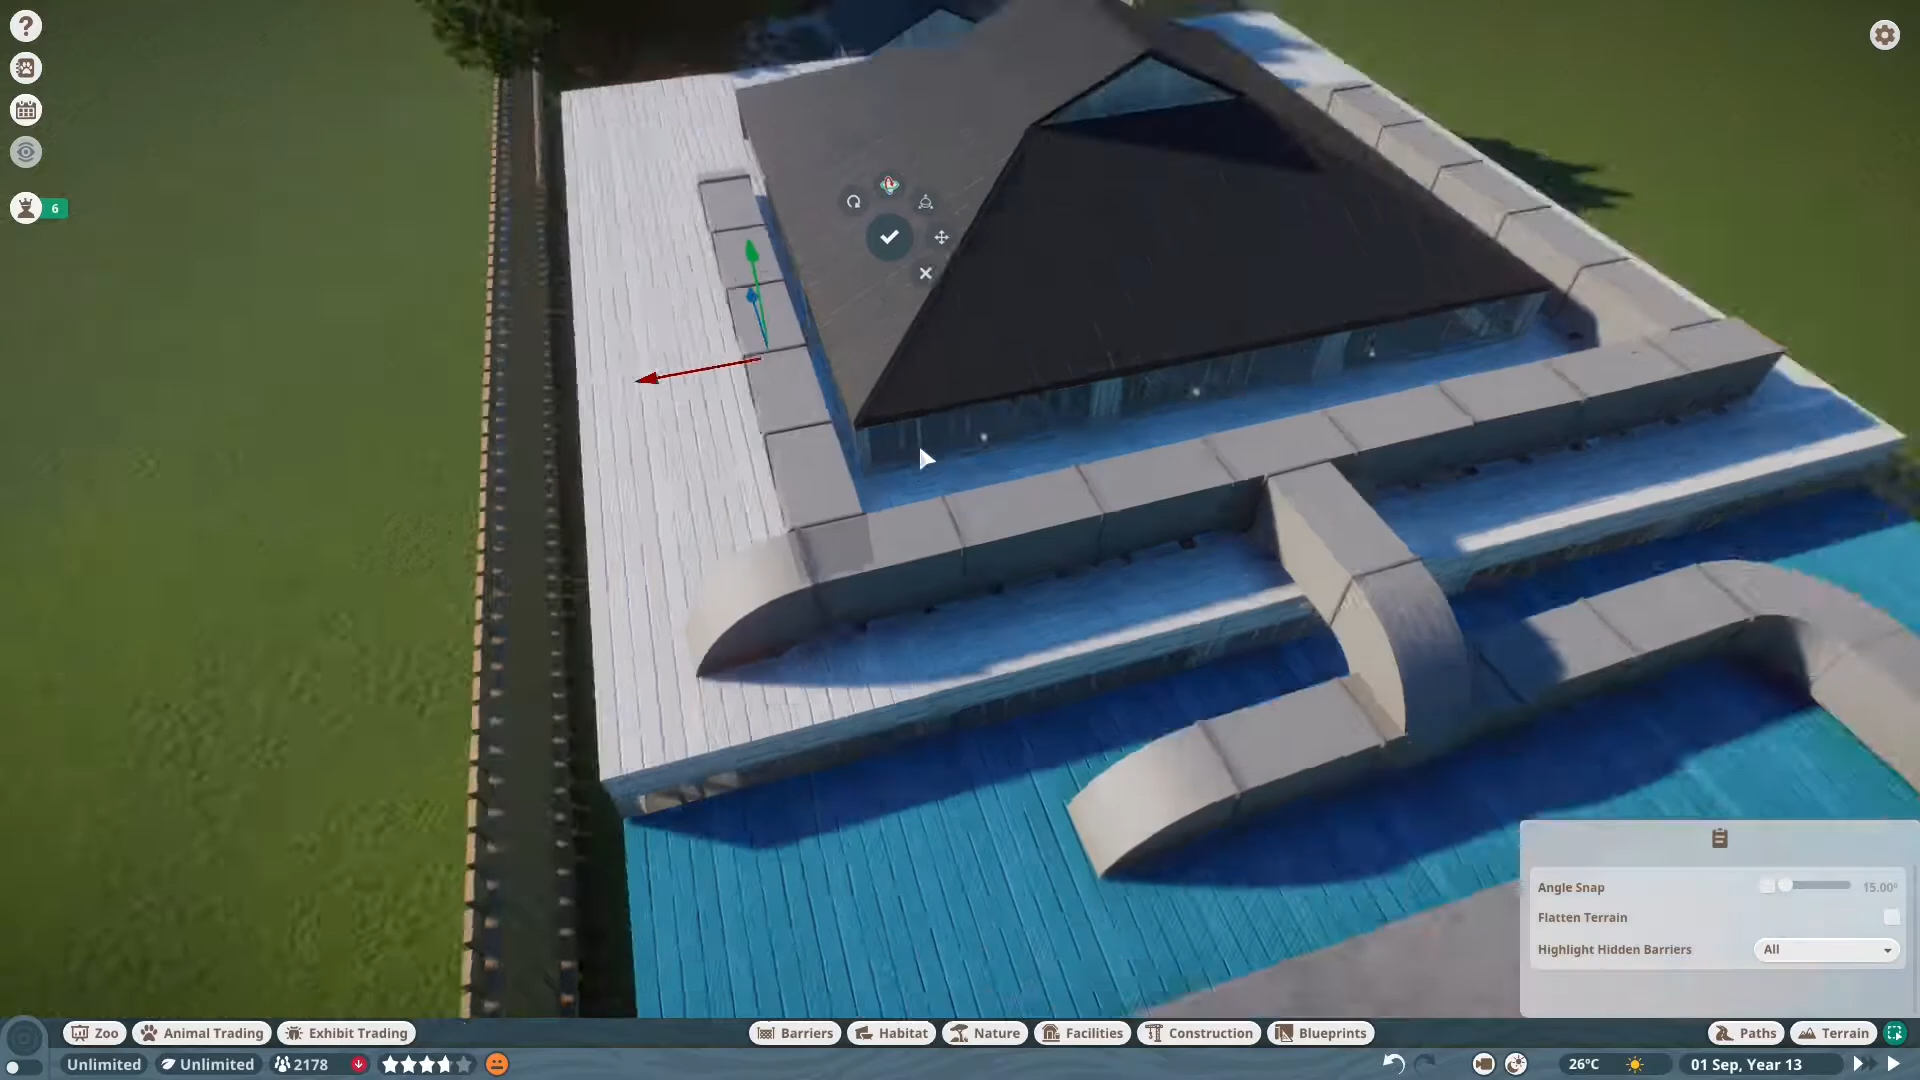 ?
6
Angle Snap 15.00°
Flatten Terrain
Highlight Hidden Barriers All
Zoo Animal Trading Exhibit Trading Barriers Habitat Nature Facilities Construction Blueprints Paths Terrain
Unlimited Unlimited 2178 26°C 01 Sep, Year 13